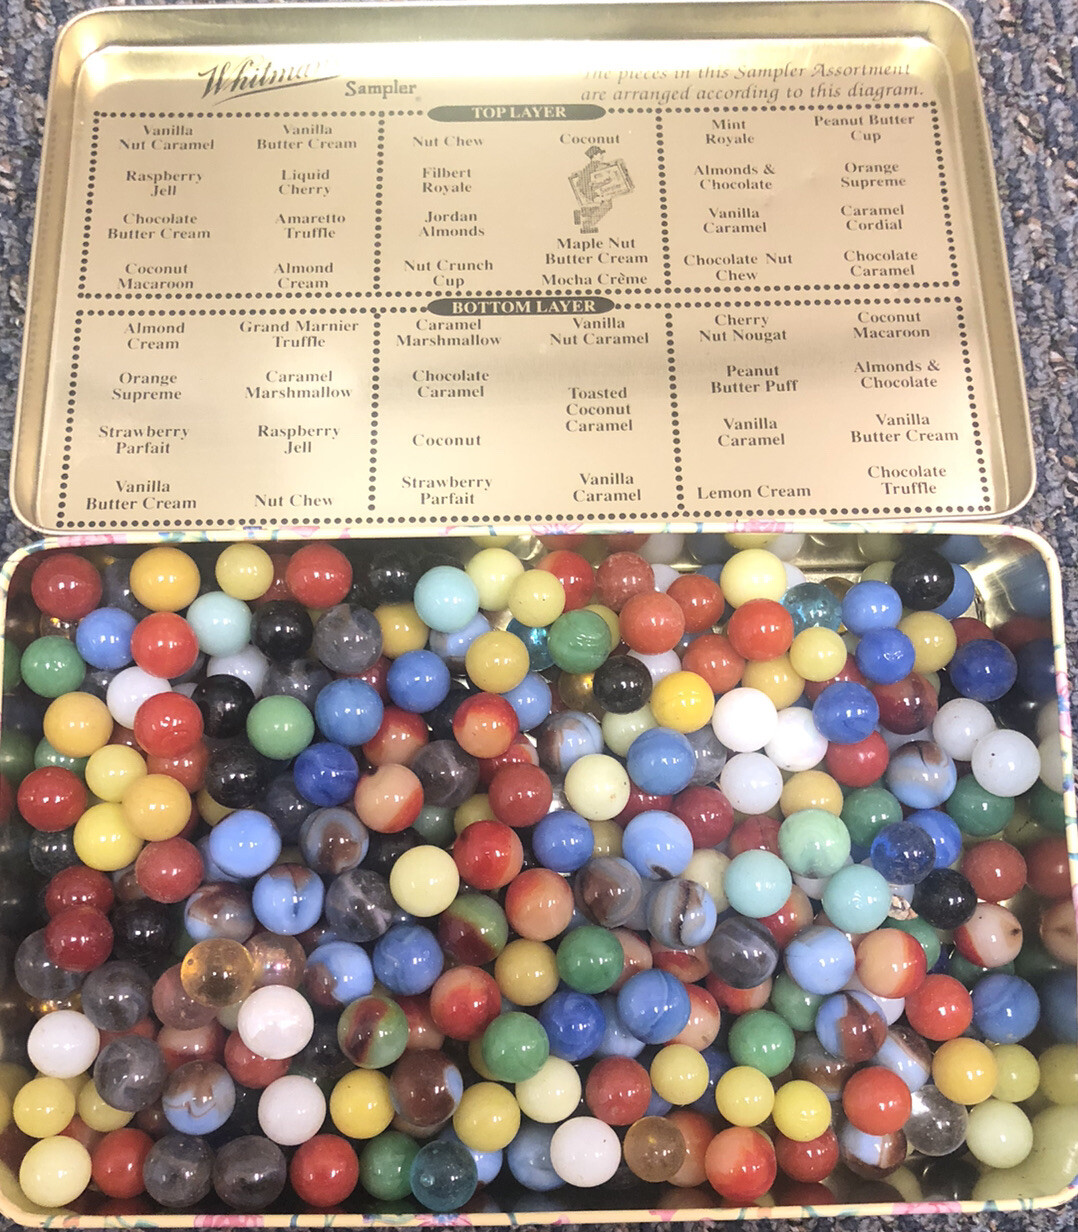 Whitman
Sampler
The pieces in this Sampler Assortment
are arranged according to this diagram.
TOP LAYER
Vanilla
Nut Caramel
Vanilla
Butter Cream
Raspberry
Jell
Liquid
Cherry
Chocolate
Butter Cream
Amaretto
Truffle
Coconut
Macaroon
Almond
Cream
Nut Chew
Coconut
Filbert
Royale
Jordan
Almonds
Maple Nut
Butter Cream
Nut Crunch
Cup
Mocha Crème
Mint
Royale
Peanut Butter
Cup
Almonds &
Chocolate
Orange
Supreme
Vanilla
Caramel
Caramel
Cordial
Chocolate Nut
Chew
Chocolate
Caramel
BOTTOM LAYER
Almond
Cream
Grand Marnier
Truffle
Orange
Supreme
Caramel
Marshmallow
Strawberry
Parfait
Raspberry
Jell
Vanilla
Butter Cream
Nut Chew
Caramel
Marshmallow
Vanilla
Nut Caramel
Chocolate
Caramel
Toasted
Coconut
Caramel
Coconut
Strawberry
Parfait
Vanilla
Caramel
Cherry
Nut Nougat
Coconut
Macaroon
Peanut
Butter Puff
Almonds &
Chocolate
Vanilla
Caramel
Vanilla
Butter Cream
Lemon Cream
Chocolate
Truffle